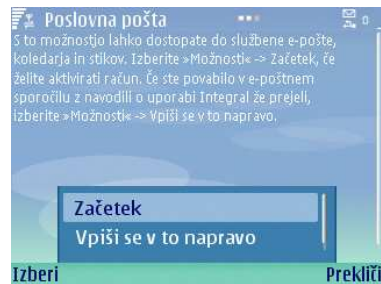 Poslovna pošta
S to možnostjo lahko dostopate do službene e-pošte,
koledarja in stikov. Izberite »Možnosti« -> Začetek, če
želite aktivirati račun. Če ste povabilo v e-poštnem
sporočilu z navodili o uporabi Integral že prejeli,
izberite »Možnosti« -> Vpiši se v to napravo.
Začetek
Vpiši se v to napravo
Izberi
Prekliči